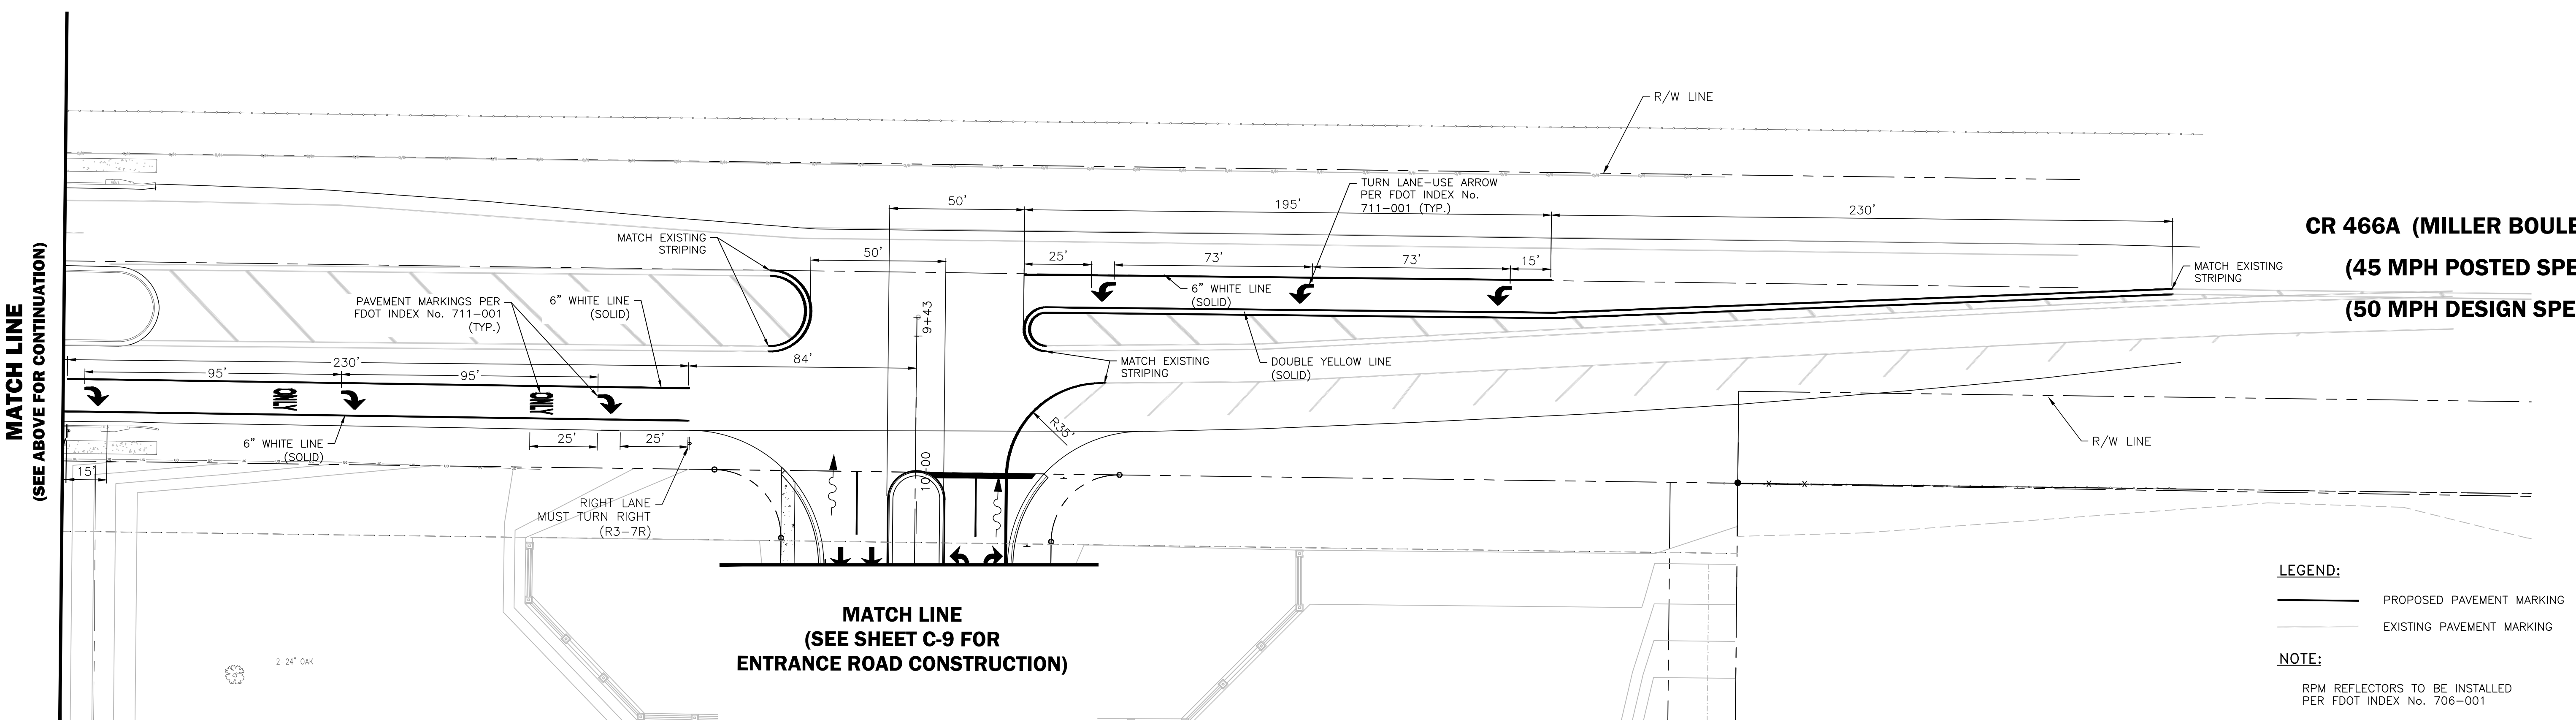 MATCH LINE
(SEE ABOVE FOR CONTINUATION)
R/W LINE
TURN LANE-USE ARROW
PER FDOT INDEX No.
711-001 (TYP.)
50'
195'
230'
CR 466A (MILLER BOULE
(45 MPH POSTED SPE
(50 MPH DESIGN SPE
MATCH EXISTING
STRIPING
50'
25'
73'
73'
15'
MATCH EXISTING
STRIPING
6" WHITE LINE
(SOLID)
PAVEMENT MARKINGS PER
FDOT INDEX No. 711-001
(TYP.)
6" WHITE LINE
(SOLID)
9+43
230'
84'
MATCH EXISTING
STRIPING
DOUBLE YELLOW LINE
(SOLID)
95'
95'
ONLY
ONLY
R35'
6" WHITE LINE
(SOLID)
25'
25'
R/W LINE
15'
10+00
RIGHT LANE
MUST TURN RIGHT
(R3-7R)
X
X
MATCH LINE
(SEE SHEET C-9 FOR
ENTRANCE ROAD CONSTRUCTION)
2-24" OAK
LEGEND:
PROPOSED PAVEMENT MARKING
EXISTING PAVEMENT MARKING
NOTE:
RPM REFLECTORS TO BE INSTALLED
PER FDOT INDEX No. 706-001